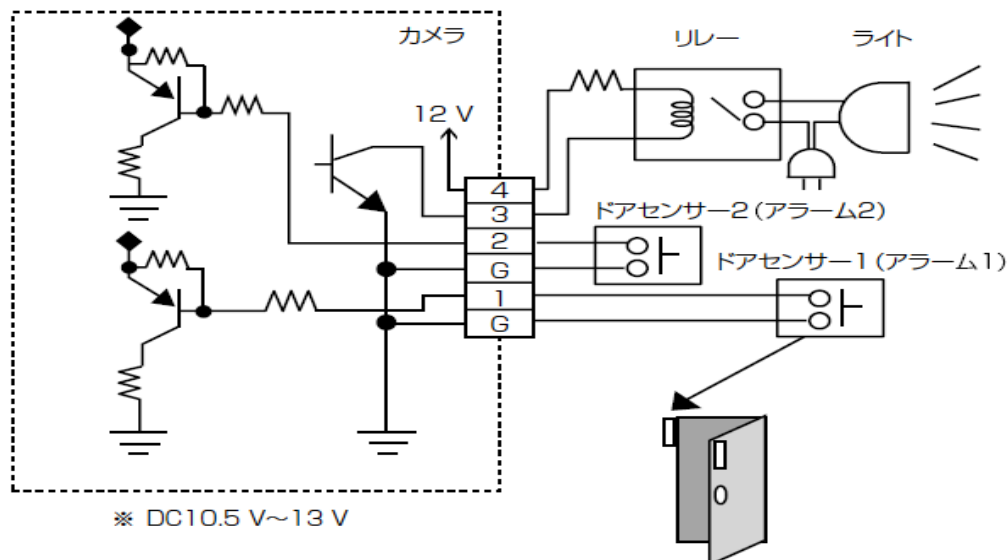 カメラ
リレー
ライト
12 V
4
3
2
G
1
G
ドアセンサー2(アラーム2)
ドアセンサー1(アラーム1)
※ DC10.5 V~13 V